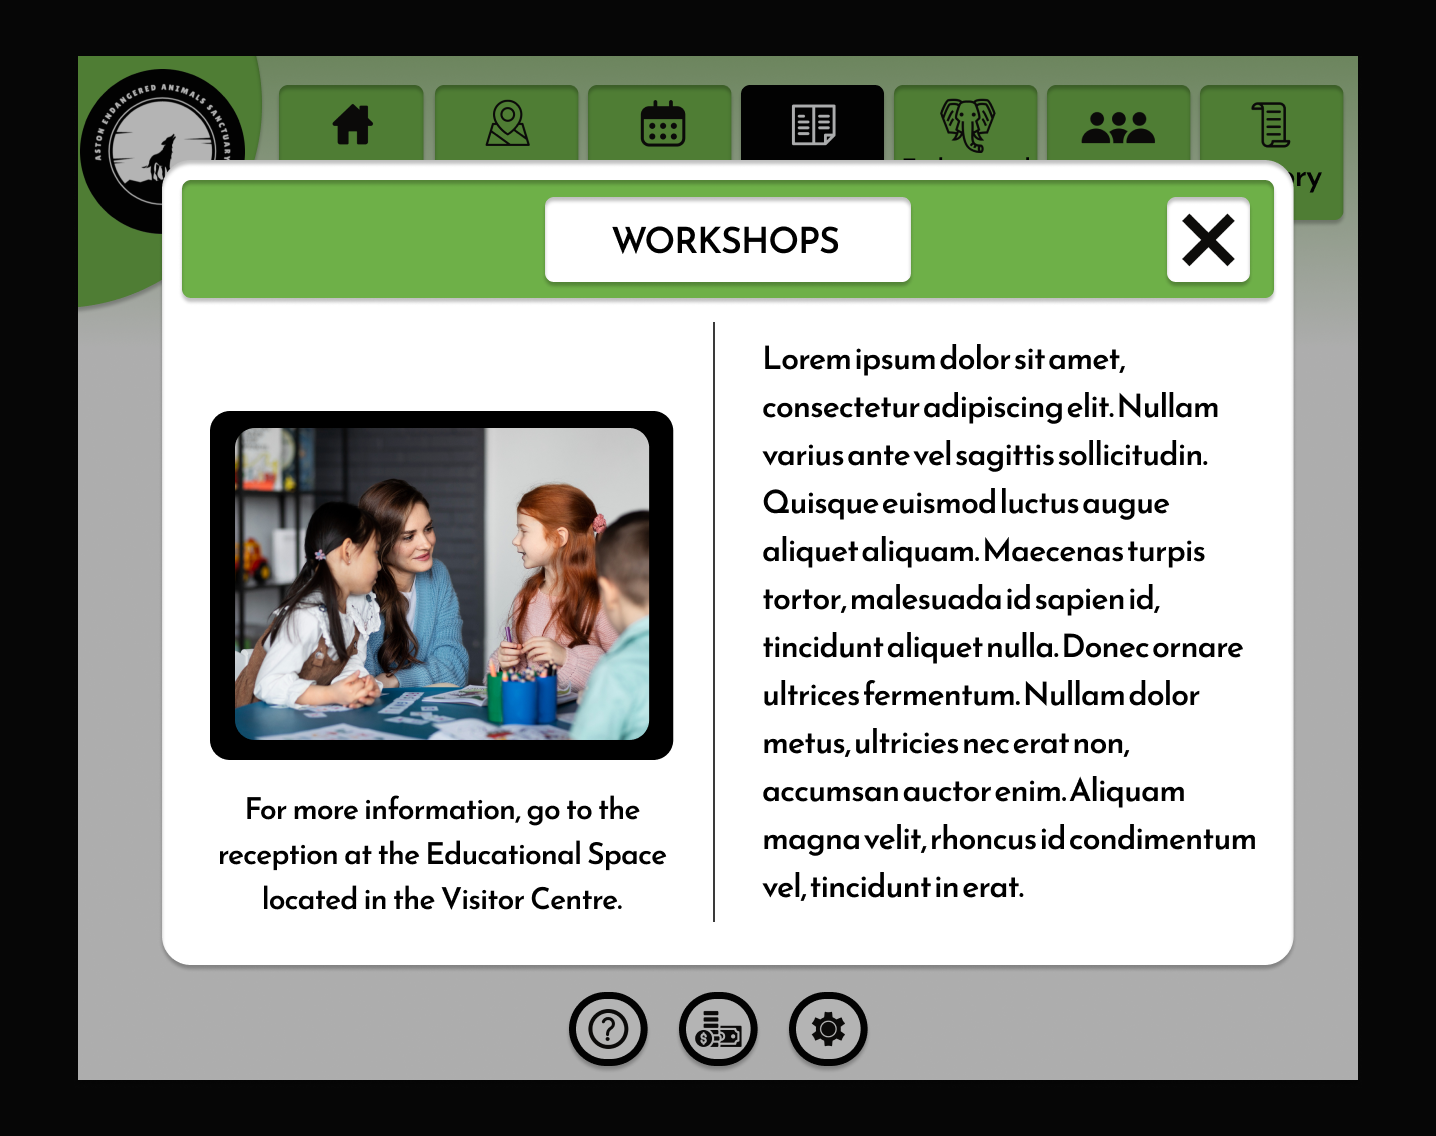 ASTON ENDANGERED ANIMALS SANCTUARY
ory
WORKSHOPS
For more information, go to the
reception at the Educational Space
located in the Visitor Centre.
Lorem ipsum dolor sit amet,
consectetur adipiscing elit. Nullam
varius ante vel sagittis sollicitudin.
Quisque euismod luctus augue
aliquet aliquam. Maecenas turpis
tortor, malesuada id sapien id,
tincidunt aliquet nulla. Donec ornare
ultrices fermentum. Nullam dolor
metus, ultricies nec erat non,
accumsan auctor enim. Aliquam
magna velit, rhoncus id condimentum
vel, tincidunt in erat.